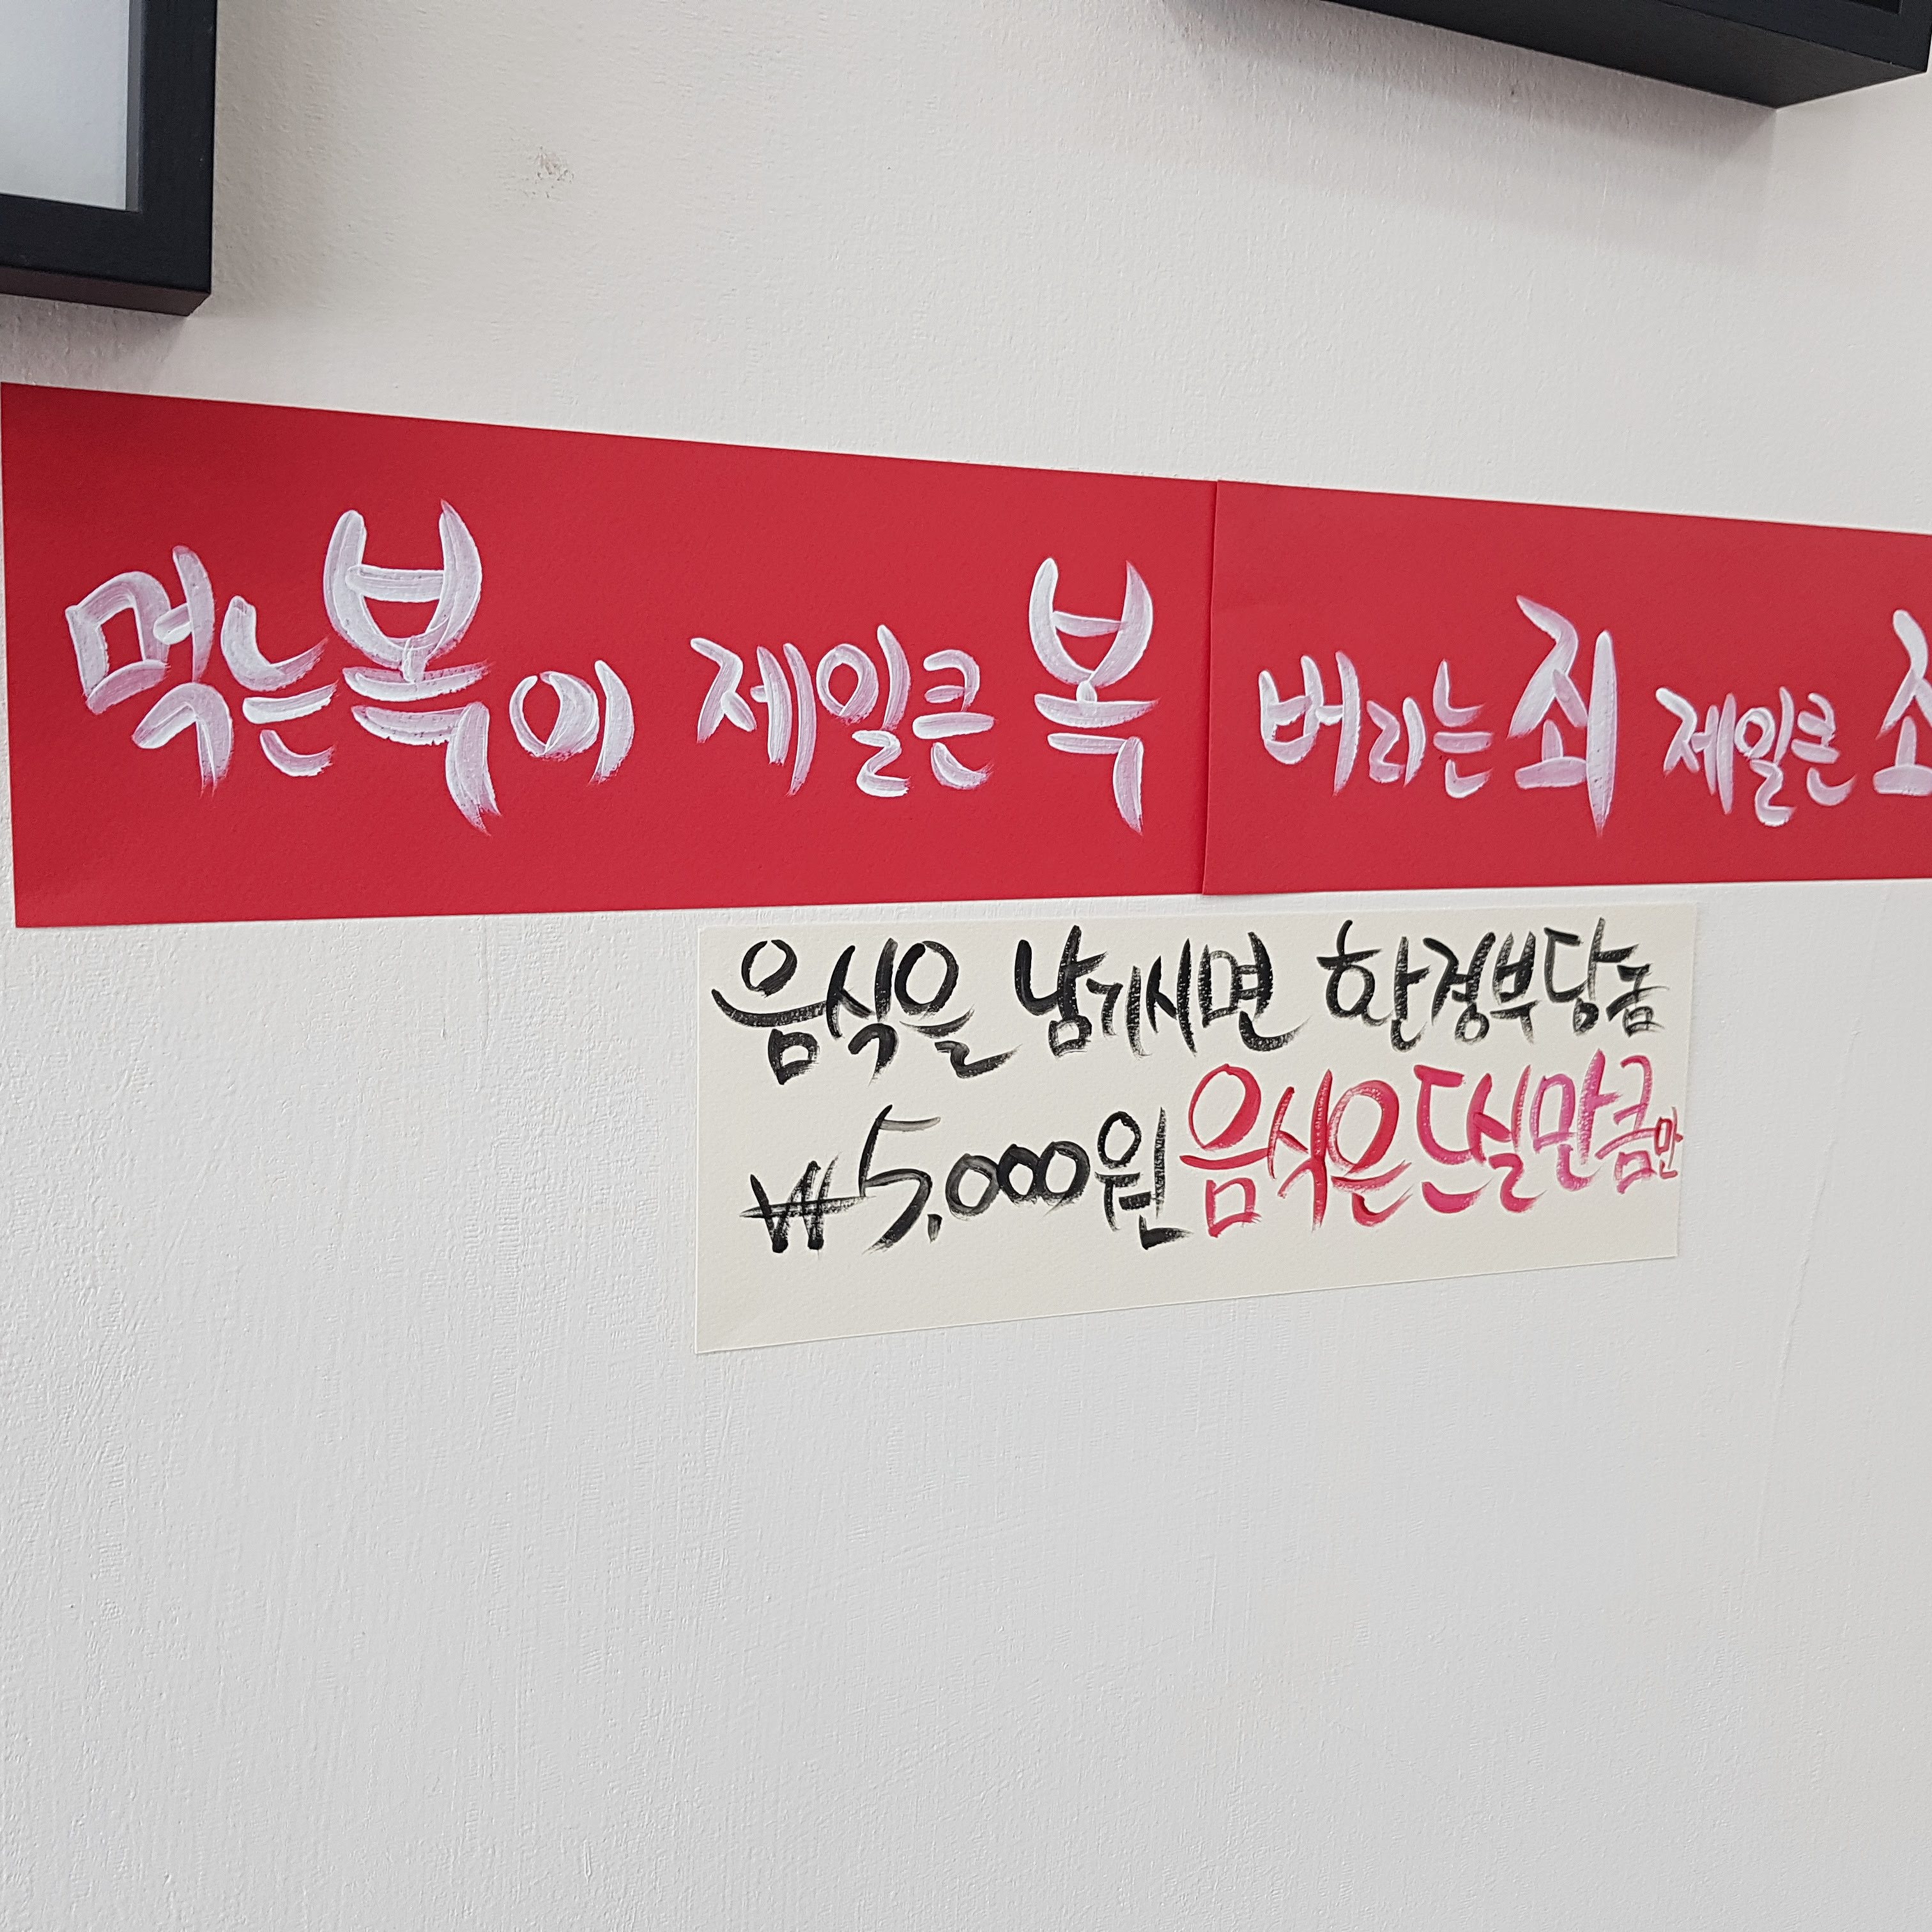 먹는복이 제일큰 복
버리는죄 제일큰
음식을 남기시면 환경부담금
₩5,000원 음식은 드실만큼만